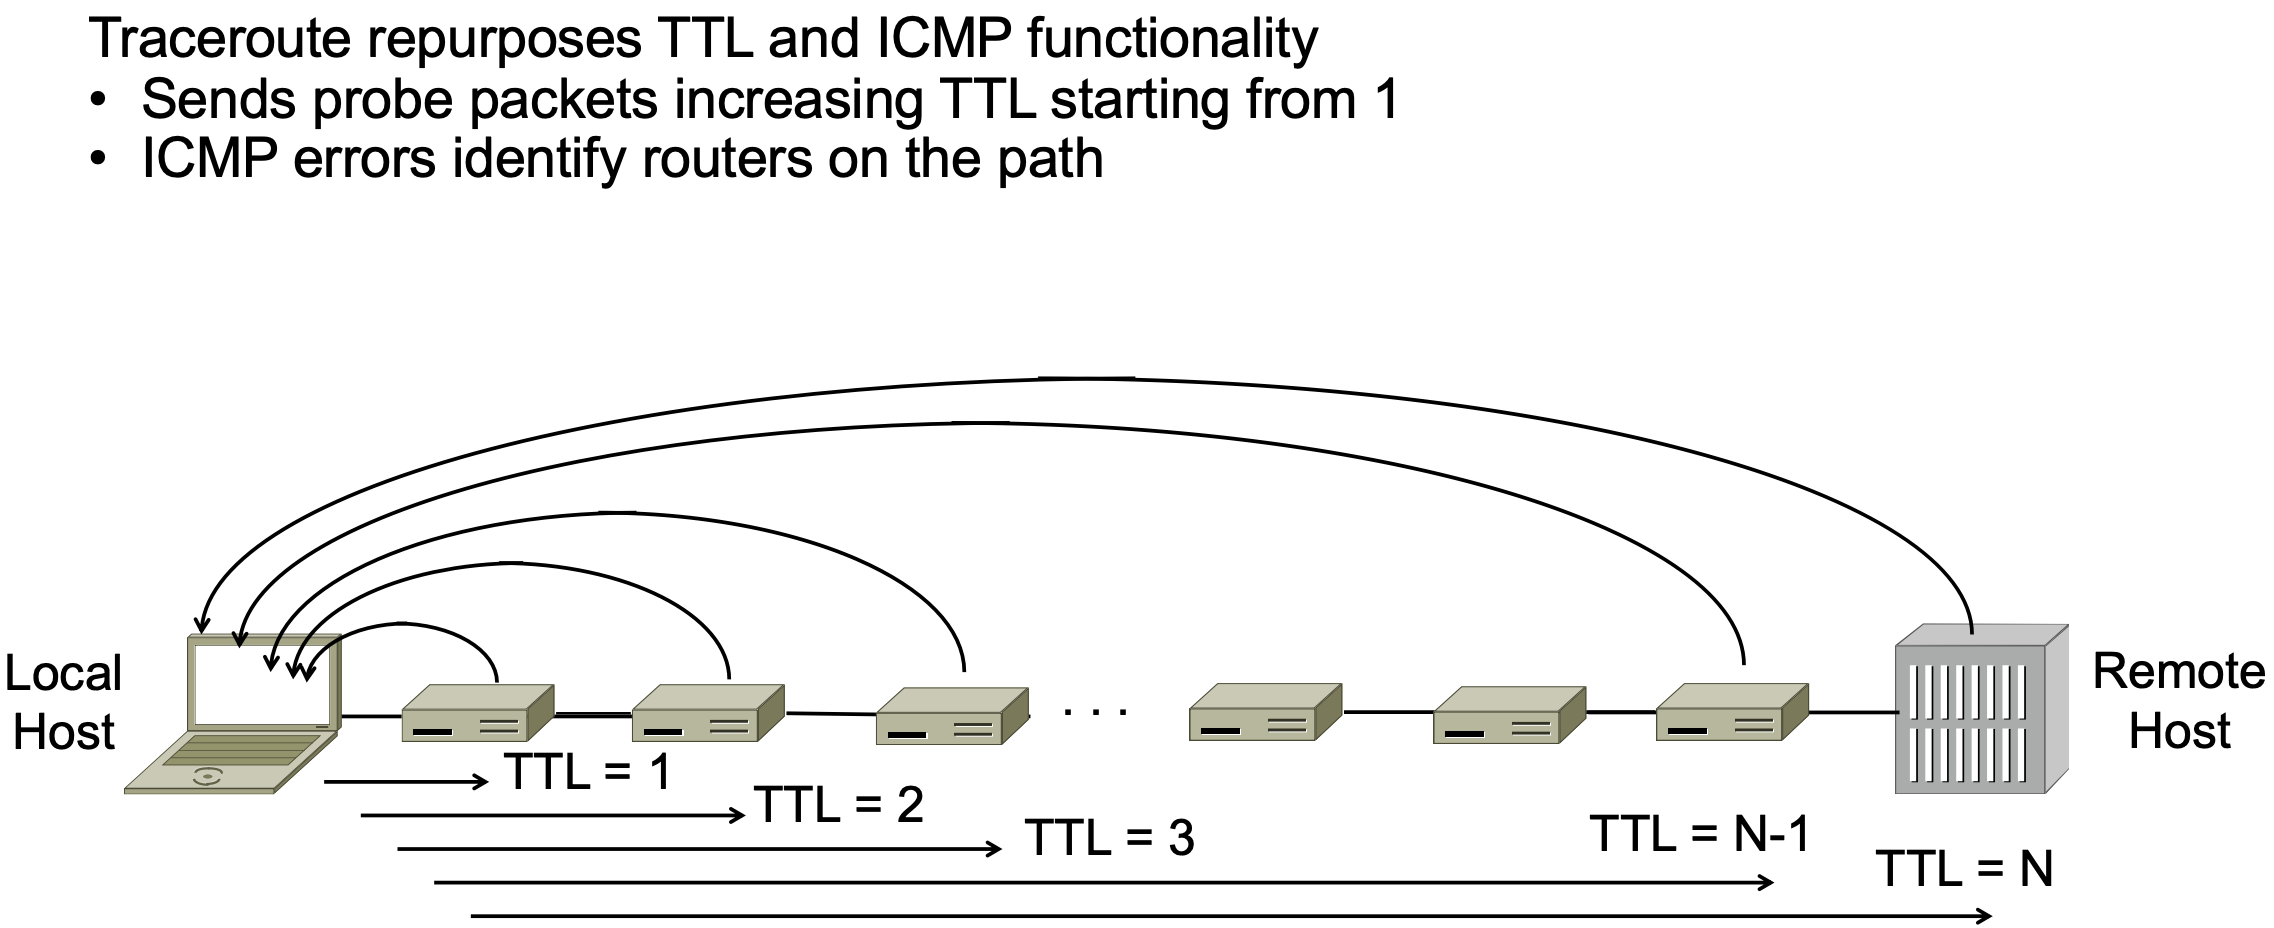 Traceroute repurposes TTL and ICMP functionality
• Sends probe packets increasing TTL starting from 1
• ICMP errors identify routers on the path
Local
Host
. . .
Remote
Host
TTL = 1
TTL = 2
TTL = 3
TTL = N-1
TTL = N